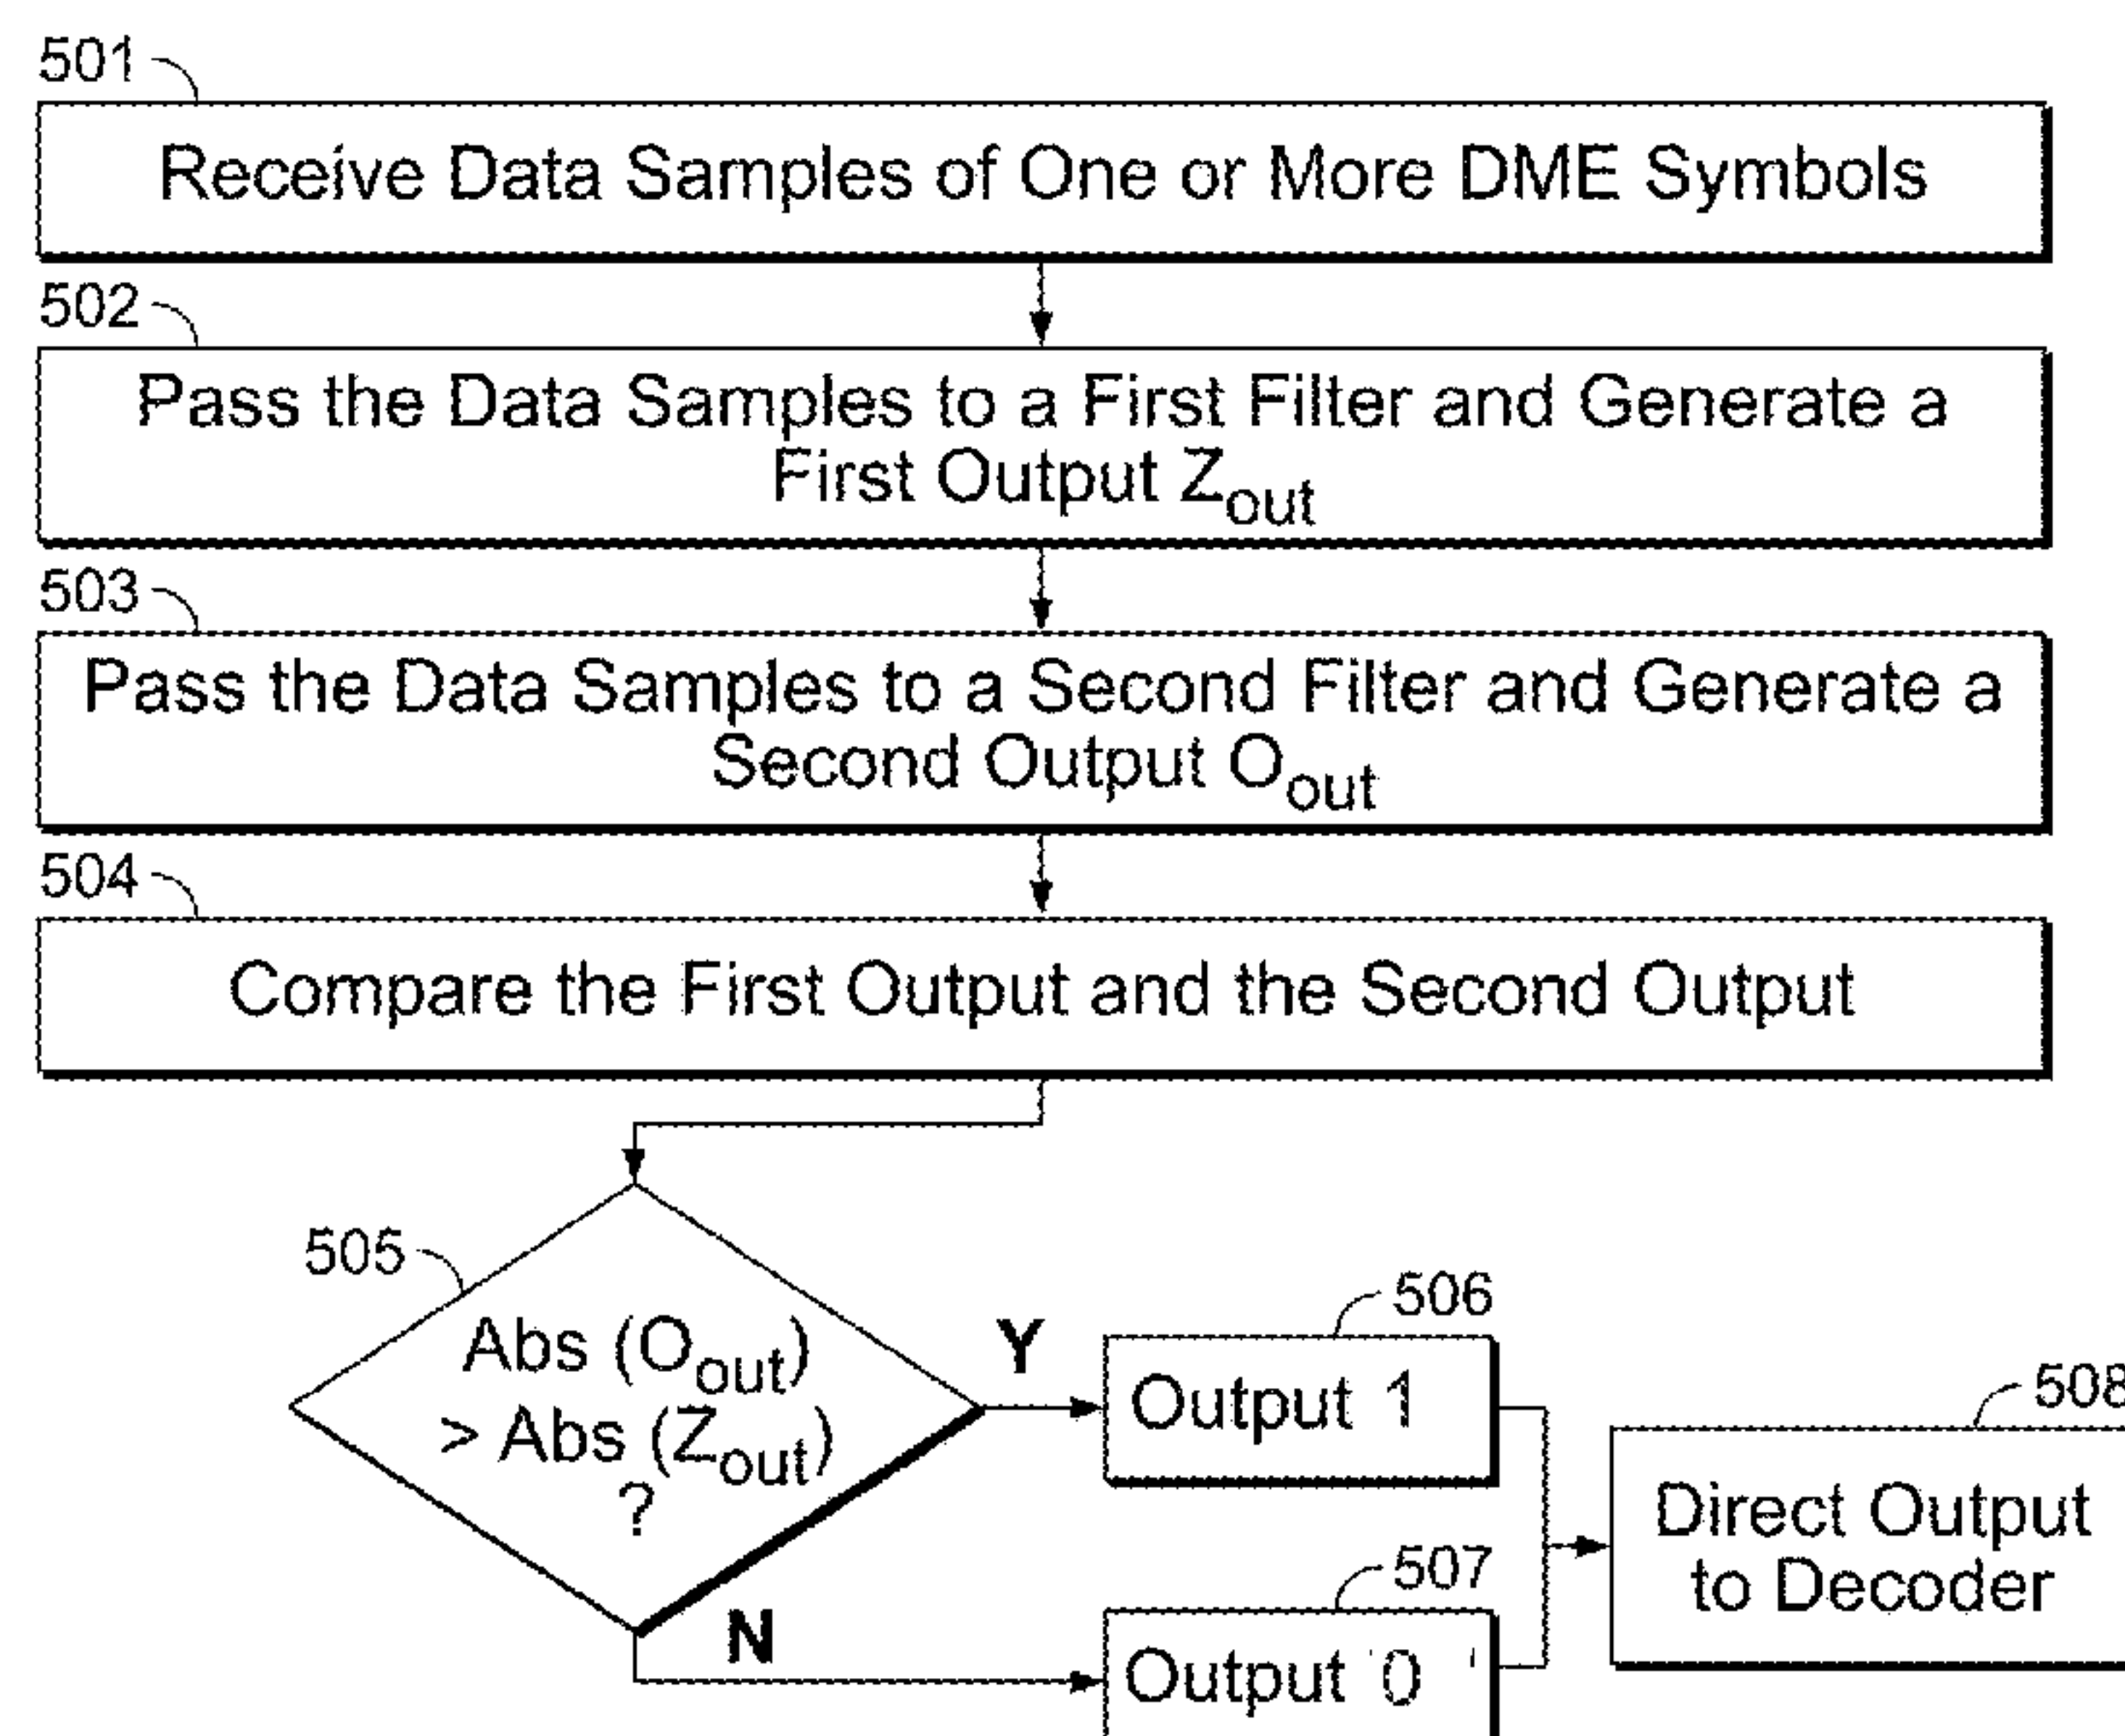 501
Receive Data Samples of One or More DME Symbols
502
Pass the Data Samples to a First Filter and Generate a
First Output Zout
503
Pass the Data Samples to a Second Filter and Generate a
Second Output Oout
504
Compare the First Output and the Second Output
505
Abs (Oout)
> Abs (Zout)
?
Y
N
506
Output 1
507
Output '0 '
508
Direct Output
to Decoder